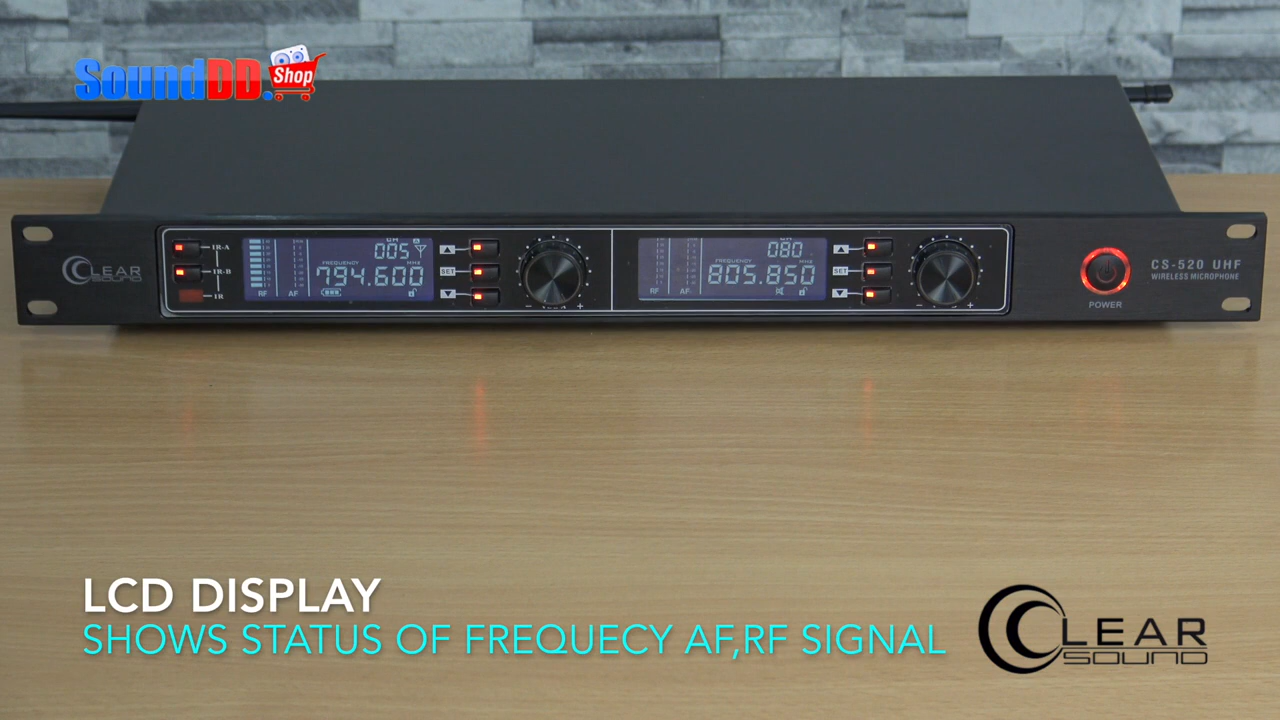 SoundDD.Shop
CLEAR
SOUND
IR-A
IR-B
IR
CH
005
FREQUENCY
MHz
794.600
RF
AF
SET
CH
080
FREQUENCY
MHz
805.850
RF
AF
SET
POWER
CS-520 UHF
WIRELESS MICROPHONE
LCD DISPLAY
SHOWS STATUS OF FREQUECY AF,RF SIGNAL
CLEAR
SOUND